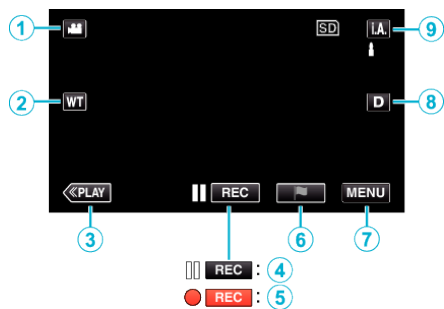 1 SD i.A. 9
2 WT D 8
≪PLAY REC MENU
3 6 7
REC : 4
REC : 5